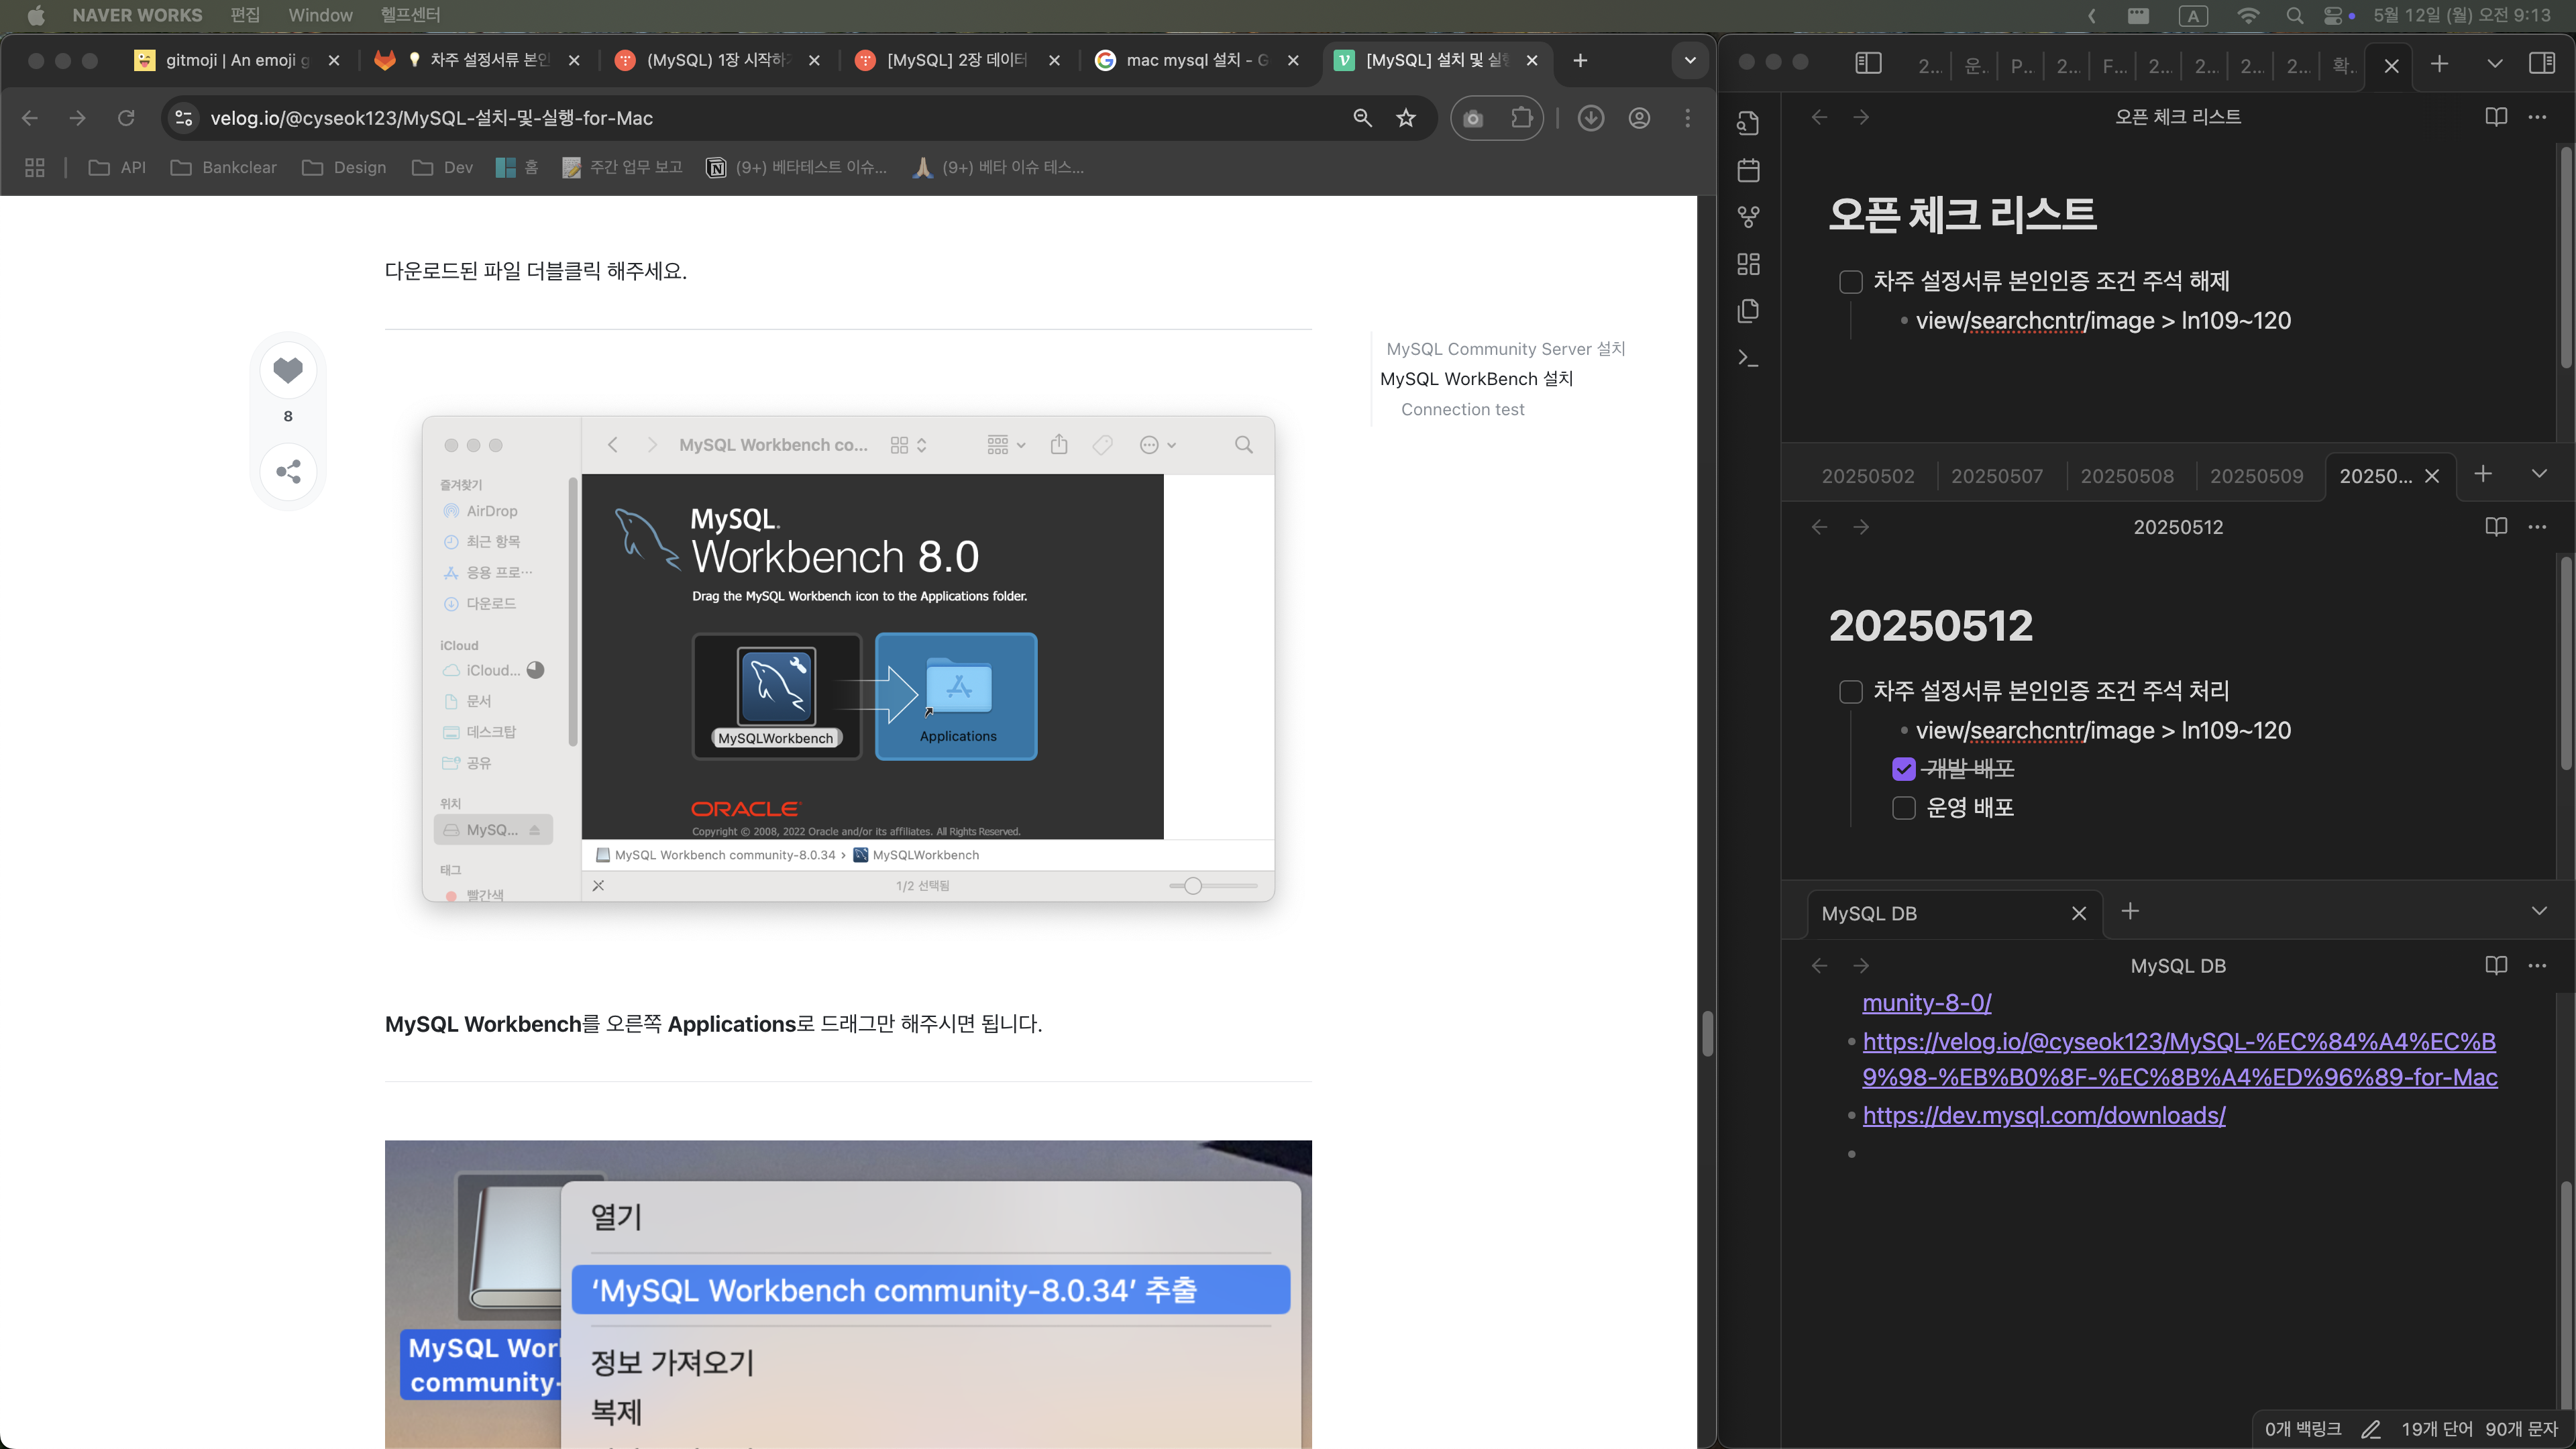 NAVER WORKS 편집 Window 헬프센터
A 5월 12일 (월) 오전 9:13
gitmoji | An emoji g
차주 설정서류 본인
(MySQL) 1장 시작하
[MySQL] 2장 데이터
mac mysql 설치 - G
[MySQL] 설치 및 실
velog.io/@cyseok123/MySQL-설치-및-실행-for-Mac
API Bankclear Design Dev 홈 주간 업무 보고 (9+) 베타테스트 이슈... (9+) 베타 이슈 테스...
다운로드된 파일 더블클릭 해주세요.
8
MySQL Community Server 설치
MySQL WorkBench 설치
Connection test
MySQL Workbench co...
즐겨찾기
AirDrop
최근 항목
응용 프로…
다운로드
iCloud
iCloud...
문서
데스크탑
공유
위치
MySQ...
태그
빨간색
MySQL.
Workbench 8.0
Drag the MySQL Workbench icon to the Applications folder.
MySQLWorkbench
Applications
ORACLE
Copyright © 2008, 2022 Oracle and/or its affiliates. All Rights Reserved.
MySQL Workbench community-8.0.34 › MySQLWorkbench
1/2 선택됨
MySQL Workbench를 오른쪽 Applications로 드래그만 해주시면 됩니다.
MySQL Wor
community-
열기
‘MySQL Workbench community-8.0.34’ 추출
정보 가져오기
복제
2... 운... P... 2... F... 2... 2... 2... 2... 확...
오픈 체크 리스트
오픈 체크 리스트
차주 설정서류 본인인증 조건 주석 해제
view/searchcntr/image > ln109~120
20250502 20250507 20250508 20250509 20250...
20250512
20250512
차주 설정서류 본인인증 조건 주석 처리
view/searchcntr/image > ln109~120
개발 배포
운영 배포
MySQL DB
MySQL DB
munity-8-0/
https://velog.io/@cyseok123/MySQL-%EC%84%A4%EC%B
9%98-%EB%B0%8F-%EC%8B%A4%ED%96%89-for-Mac
https://dev.mysql.com/downloads/
0개 백링크 19개 단어 90개 문자